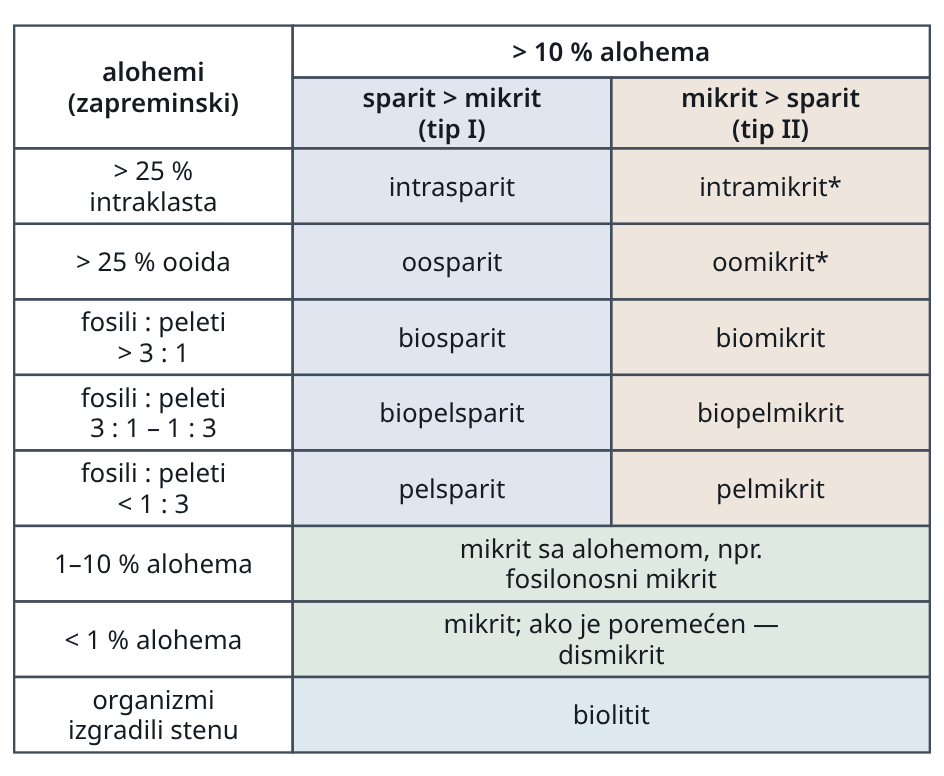 alohemi
(zapreminski)
> 10 % alohema
sparit > mikrit
(tip I)
mikrit > sparit
(tip II)
> 25 %
intraklasta
intrasparit
intramikrit*
> 25 % ooida
oosparit
oomikrit*
fosili : peleti
> 3 : 1
biosparit
biomikrit
fosili : peleti
3 : 1 – 1 : 3
biopelsparit
biopelmikrit
fosili : peleti
< 1 : 3
pelsparit
pelmikrit
1–10 % alohema
mikrit sa alohemom, npr.
fosilonosni mikrit
< 1 % alohema
mikrit; ako je poremećen —
dismikrit
organizmi
izgradili stenu
biolitit